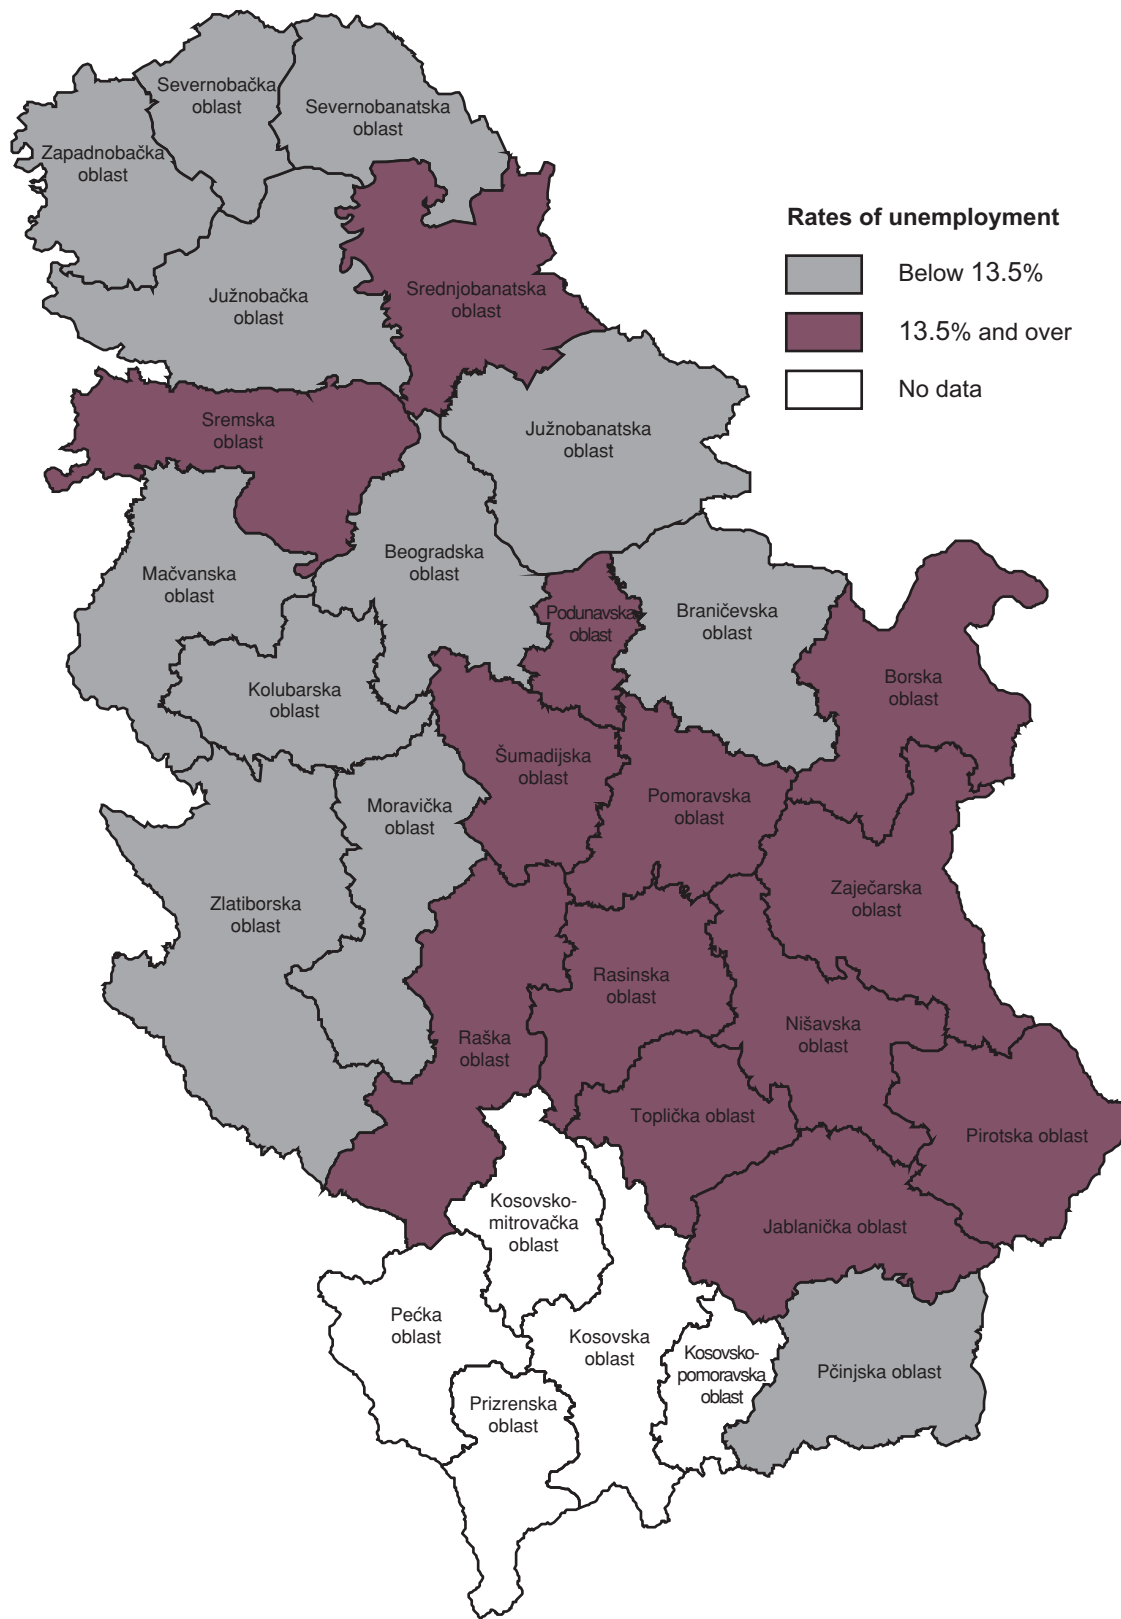 Severnobačka
oblast
Severnobanatska
oblast
Zapadnobačka
oblast
Rates of unemployment
Below 13.5%
13.5% and over
No data
Južnobačka
oblast
Srednjobanatska
oblast
Sremska
oblast
Južnobanatska
oblast
Mačvanska
oblast
Beogradska
oblast
Podunavska
oblast
Braničevska
oblast
Kolubarska
oblast
Borska
oblast
Šumadijska
oblast
Moravička
oblast
Pomoravska
oblast
Zlatiborska
oblast
Zaječarska
oblast
Rasinska
oblast
Raška
oblast
Nišavska
oblast
Toplička oblast
Pirotska oblast
Kosovsko-
mitrovačka
oblast
Jablanička oblast
Pećka
oblast
Kosovska
oblast
Kosovsko-
pomoravska
oblast
Pčinjska oblast
Prizrenska
oblast